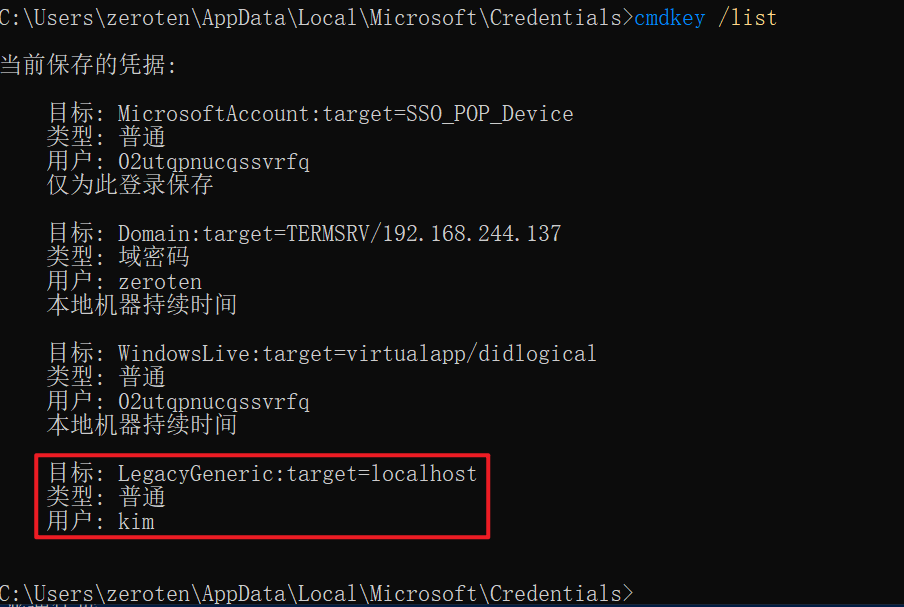 C:\Users\zeroten\AppData\Local\Microsoft\Credentials>cmdkey /list
当前保存的凭据:
目标: MicrosoftAccount:target=SSO_POP_Device
类型: 普通
用户: 02utqpnucqssvrfq
仅为此登录保存
目标: Domain:target=TERMSRV/192.168.244.137
类型: 域密码
用户: zeroten
本地机器持续时间
目标: WindowsLive:target=virtualapp/didlogical
类型: 普通
用户: 02utqpnucqssvrfq
本地机器持续时间
目标: LegacyGeneric:target=localhost
类型: 普通
用户: kim
C:\Users\zeroten\AppData\Local\Microsoft\Credentials>